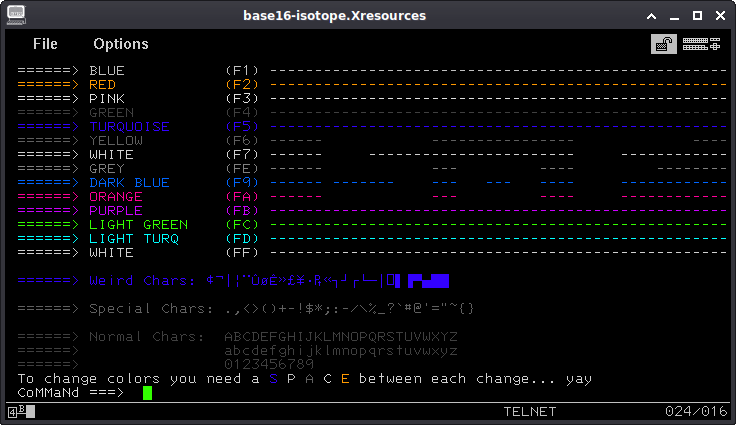 base16-isotope.Xresources
File Options
======> BLUE (F1) ---------------------------------------------------
======> RED (F2) ---------------------------------------------------
======> PINK (F3) ---------------------------------------------------
======> GREEN (F4) ---------------------------------------------------
======> TURQUOISE (F5) ---------------------------------------------------
======> YELLOW (F6) ------ ---------------- ----
======> WHITE (F7) ------ ---------------- ------------
======> GREY (FE) ------ --- ----
======> DARK BLUE (F9) ------ ------- --- --- ---- ------------
======> ORANGE (FA) ------ --- ---- ------------
======> PURPLE (FB) ---------------------------------------------------
======> LIGHT GREEN (FC) ---------------------------------------------------
======> LIGHT TURQ (FD) ---------------------------------------------------
======> WHITE (FF) ---------------------------------------------------
======> Weird Chars:
======> Special Chars: .,<>()+-!$*;:-/\%_?`#@'="~{}
======> Normal Chars: ABCDEFGHIJKLMNOPQRSTUVWXYZ
======> abcdefghijklmnopqrstuvwxyz
======> 0123456789
To change colors you need a S P A C E between each change... yay
CoMMaNd ===>
4 B TELNET 024/016